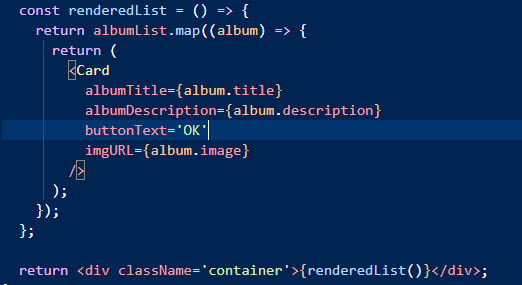 const renderedList = () => {
return albumList.map((album) => {
return (
<Card
albumTitle={album.title}
albumDescription={album.description}
buttonText='OK'
imgURL={album.image}
/>
);
});
};
return <div className='container'>{renderedList()}</div>;